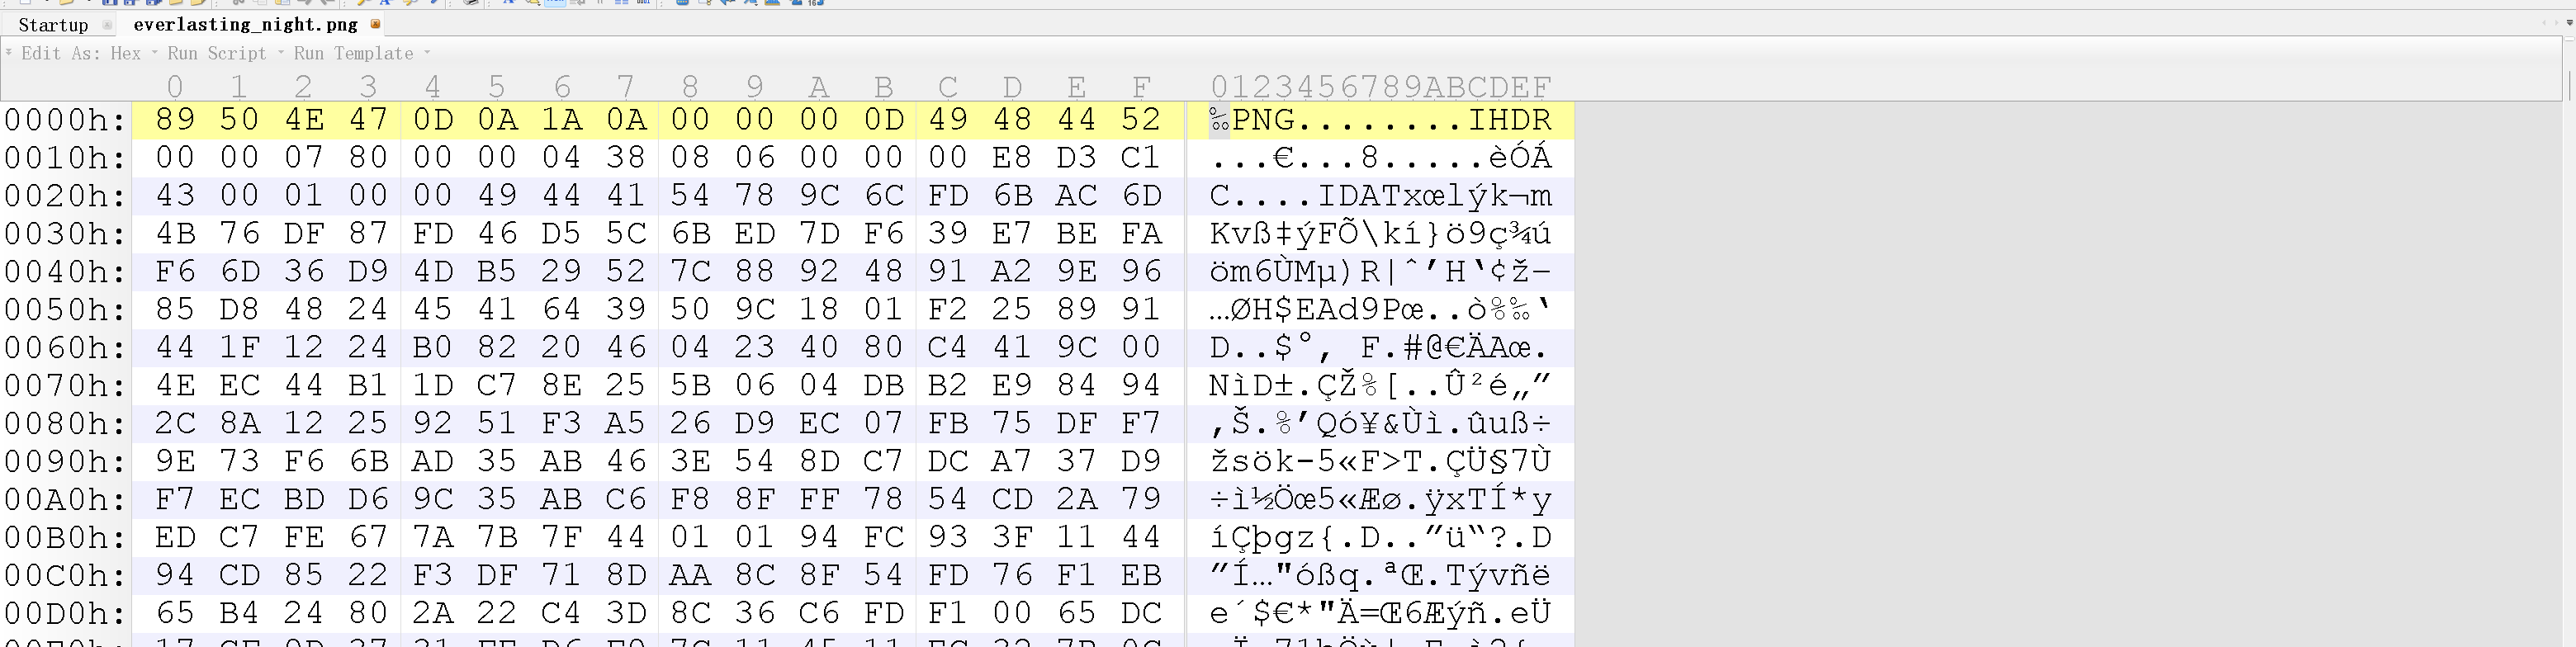 Startup everlasting_night.png
Edit As: Hex Run Script Run Template
0 1 2 3 4 5 6 7 8 9 A B C D E F 0123456789ABCDEF
0000h: 89 50 4E 47 0D 0A 1A 0A 00 00 00 0D 49 48 44 52 ‰PNG........IHDR
0010h: 00 00 07 80 00 00 04 38 08 06 00 00 00 E8 D3 C1 ...€...8.....èÓÁ
0020h: 43 00 01 00 00 49 44 41 54 78 9C 6C FD 6B AC 6D C....IDATxœlýk¬m
0030h: 4B 76 DF 87 FD 46 D5 5C 6B ED 7D F6 39 E7 BE FA Kvß‡ýFÕ\kí}ö9ç¾ú
0040h: F6 6D 36 D9 4D B5 29 52 7C 88 92 48 91 A2 9E 96 öm6ÙMµ)R|ˆ’H‘¢ž–
0050h: 85 D8 48 24 45 41 64 39 50 9C 18 01 F2 25 89 91 …ØH$EAd9Pœ..ò%‰‘
0060h: 44 1F 12 24 B0 82 20 46 04 23 40 80 C4 41 9C 00 D..$°‚ F.#@€ÄAœ.
0070h: 4E EC 44 B1 1D C7 8E 25 5B 06 04 DB B2 E9 84 94 NìD±.ÇŽ%[..Û²é„”
0080h: 2C 8A 12 25 92 51 F3 A5 26 D9 EC 07 FB 75 DF F7 ,Š.%’Qó¥&Ùì.ûuß÷
0090h: 9E 73 F6 6B AD 35 AB 46 3E 54 8D C7 DC A7 37 D9 žsök-5«F>T.ÇÜ§7Ù
00A0h: F7 EC BD D6 9C 35 AB C6 F8 8F FF 78 54 CD 2A 79 ÷ì½Öœ5«Æø.ÿxTÍ*y
00B0h: ED C7 FE 67 7A 7B 7F 44 01 01 94 FC 93 3F 11 44 íÇþgz{.D..”ü“?.D
00C0h: 94 CD 85 22 F3 DF 71 8D AA 8C 8F 54 FD 76 F1 EB ”Í…"óßq.ªŒ.Tývñë
00D0h: 65 B4 24 80 2A 22 C4 3D 8C 36 C6 FD F1 00 65 DC e´$€*"Ä=Œ6Æýñ.eÜ